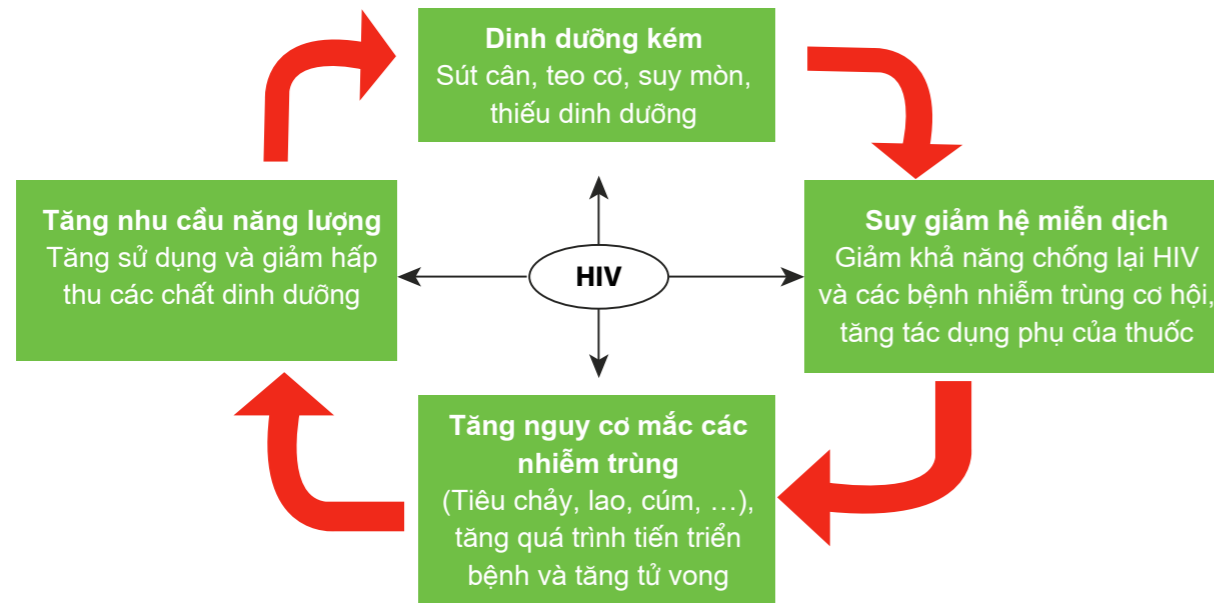 Dinh dưỡng kém
Sút cân, teo cơ, suy mòn,
thiếu dinh dưỡng
Tăng nhu cầu năng lượng
Tăng sử dụng và giảm hấp
thu các chất dinh dưỡng
HIV
Suy giảm hệ miễn dịch
Giảm khả năng chống lại HIV
và các bệnh nhiễm trùng cơ hội,
tăng tác dụng phụ của thuốc
Tăng nguy cơ mắc các
nhiễm trùng
(Tiêu chảy, lao, cúm, …),
tăng quá trình tiến triển
bệnh và tăng tử vong